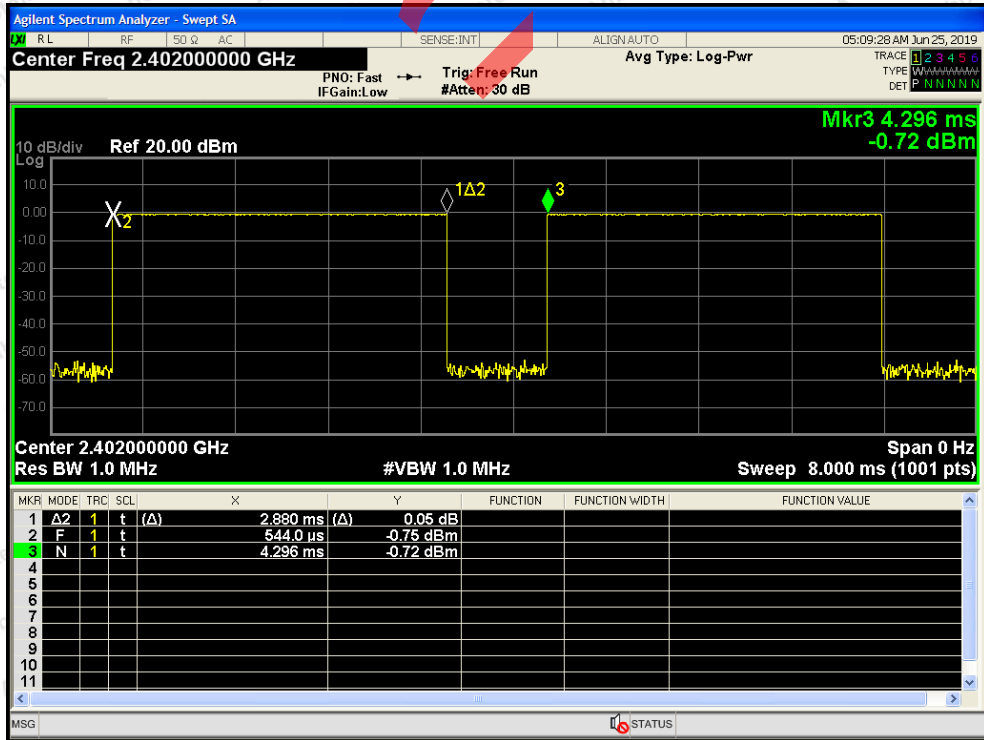 Agilent Spectrum Analyzer - Swept SA
LXI RL RF 50 Ω AC SENSE:INT ALIGN AUTO 05:09:28 AM Jun 25, 2019
Center Freq 2.402000000 GHz Avg Type: Log-Pwr TRACE 1 2 3 4 5 6
PNO: Fast Trig: Free Run TYPE WWWWWW
IFGain:Low #Atten: 30 dB DET P N N N N N
Mkr3 4.296 ms
10 dB/div Ref 20.00 dBm -0.72 dBm
Log
10.0
1Δ2 3
0.00
2
-10.0
-20.0
-30.0
-40.0
-50.0
-60.0
-70.0
Center 2.402000000 GHz Span 0 Hz
Res BW 1.0 MHz #VBW 1.0 MHz Sweep 8.000 ms (1001 pts)
MKR MODE TRC SCL X Y FUNCTION FUNCTION WIDTH FUNCTION VALUE
1 Δ2 1 t (Δ) 2.880 ms (Δ) 0.05 dB
2 F 1 t 544.0 µs -0.75 dBm
3 N 1 t 4.296 ms -0.72 dBm
4
5
6
7
8
9
10
11
MSG STATUS